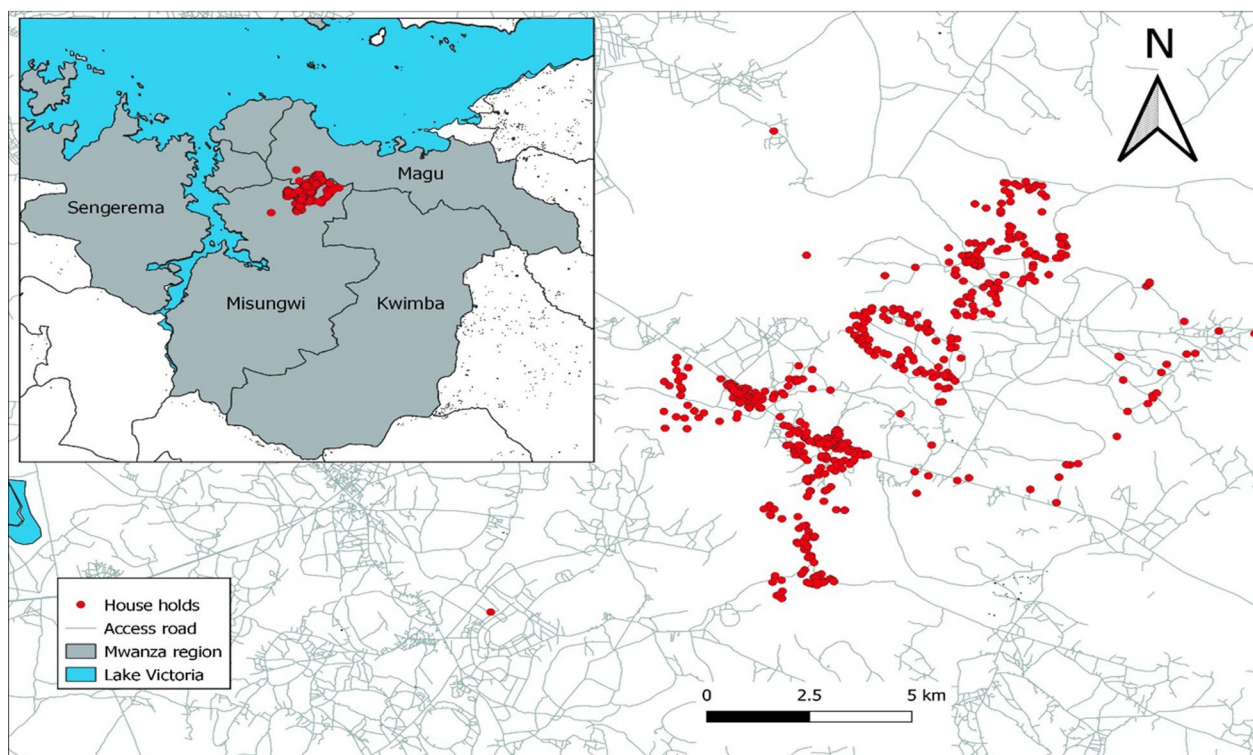 N
Magu
Sengerema
Misungwi
Kwimba
House holds
Access road
Mwanza region
Lake Victoria
0 2.5 5 km